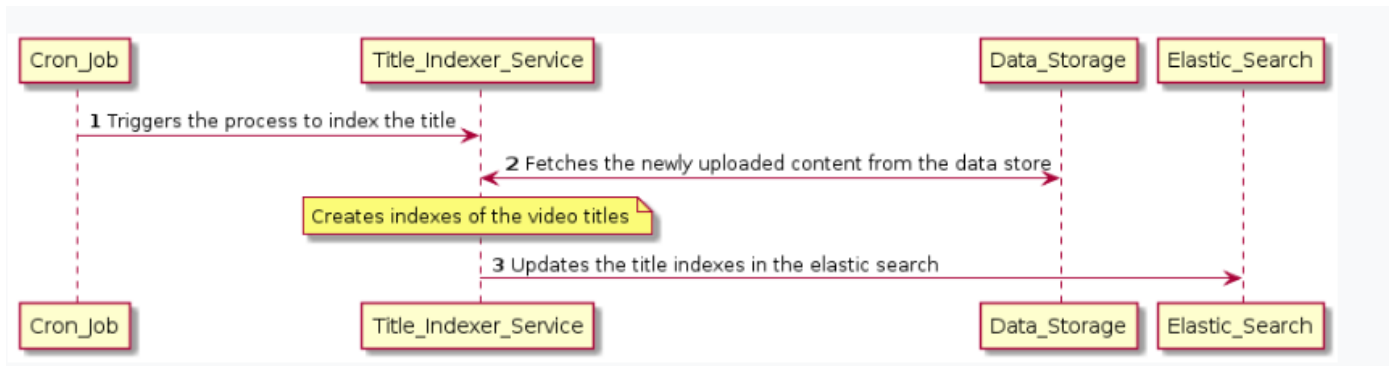 Cron_Job Title_Indexer_Service Data_Storage Elastic_Search
1 Triggers the process to index the title
2 Fetches the newly uploaded content from the data store
Creates indexes of the video titles
3 Updates the title indexes in the elastic search
Cron_Job Title_Indexer_Service Data_Storage Elastic_Search